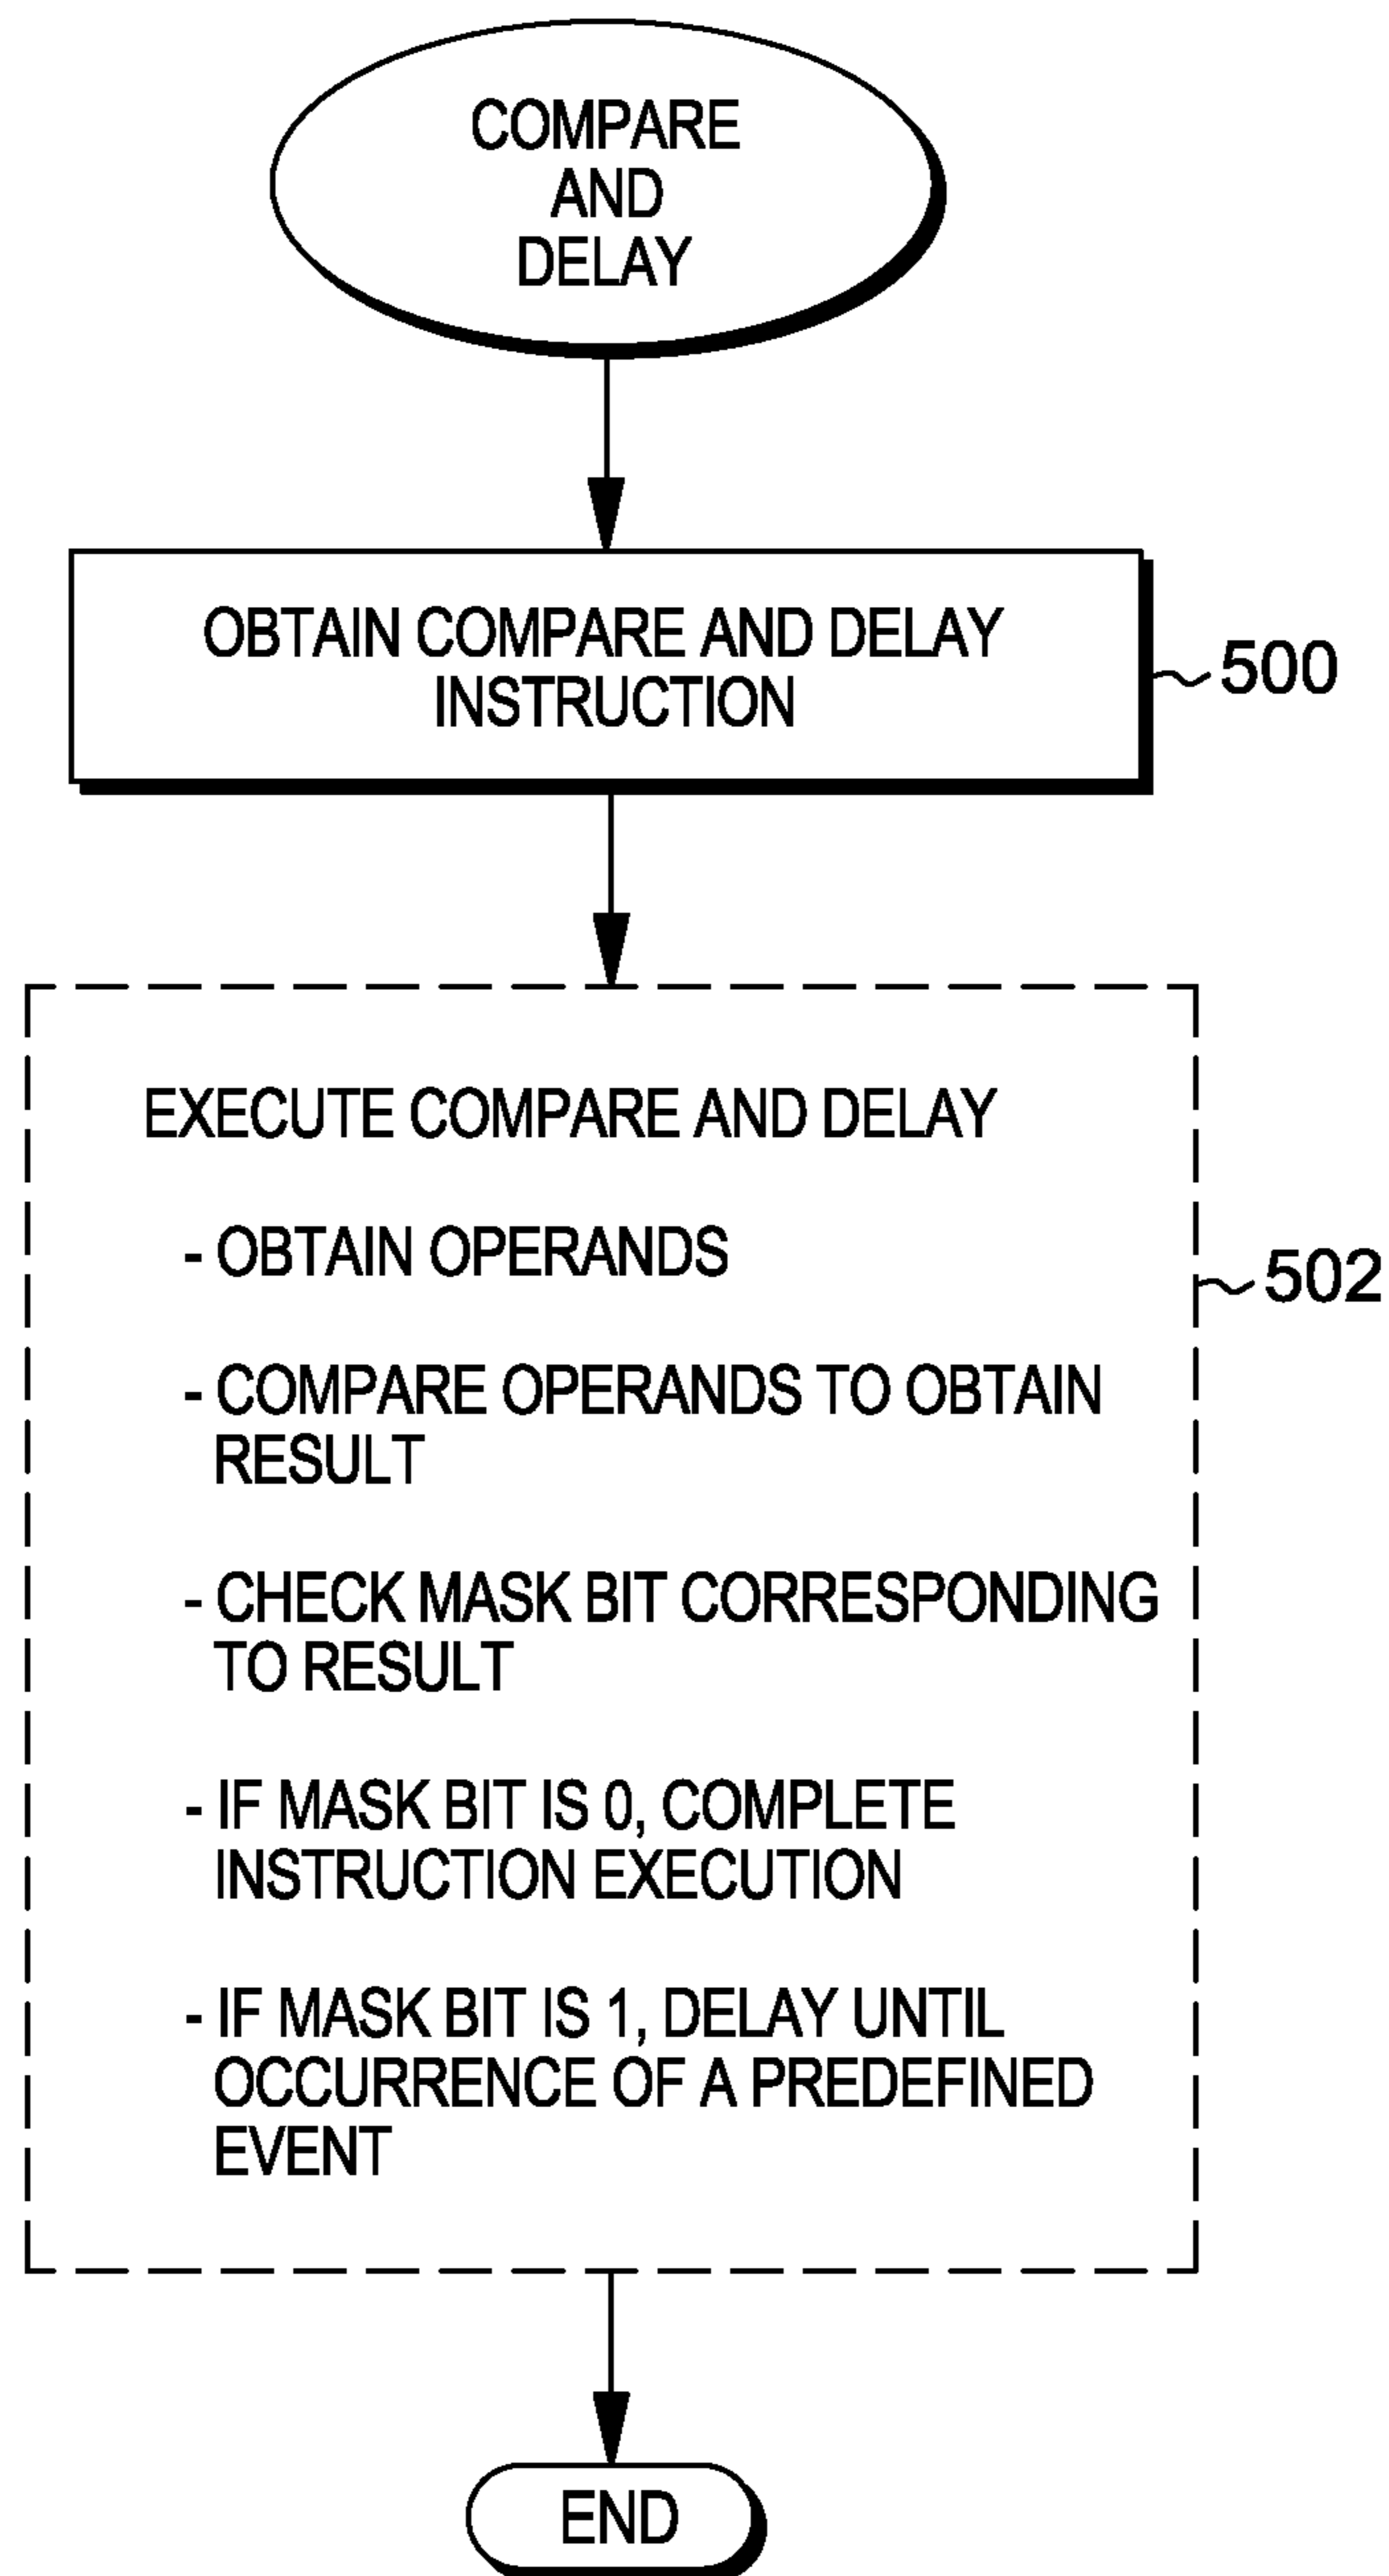 COMPARE
AND
DELAY
OBTAIN COMPARE AND DELAY
INSTRUCTION
500
EXECUTE COMPARE AND DELAY
- OBTAIN OPERANDS
502
- COMPARE OPERANDS TO OBTAIN
RESULT
- CHECK MASK BIT CORRESPONDING
TO RESULT
- IF MASK BIT IS 0, COMPLETE
INSTRUCTION EXECUTION
- IF MASK BIT IS 1, DELAY UNTIL
OCCURRENCE OF A PREDEFINED
EVENT
END